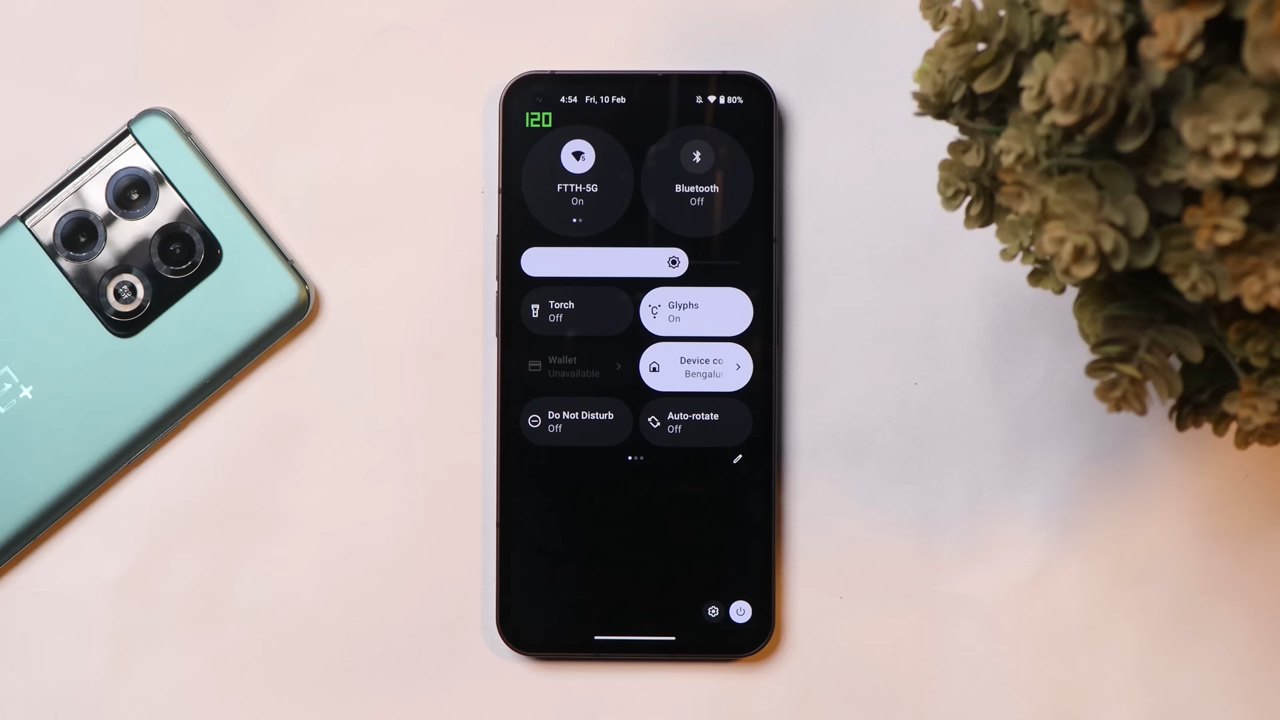 4:54 Fri, 10 Feb 80%
120
FTTH-5G
On
Bluetooth
Off
Torch
Off
Glyphs
On
Wallet
Unavailable
Device co
Bengalu
Do Not Disturb
Off
Auto-rotate
Off